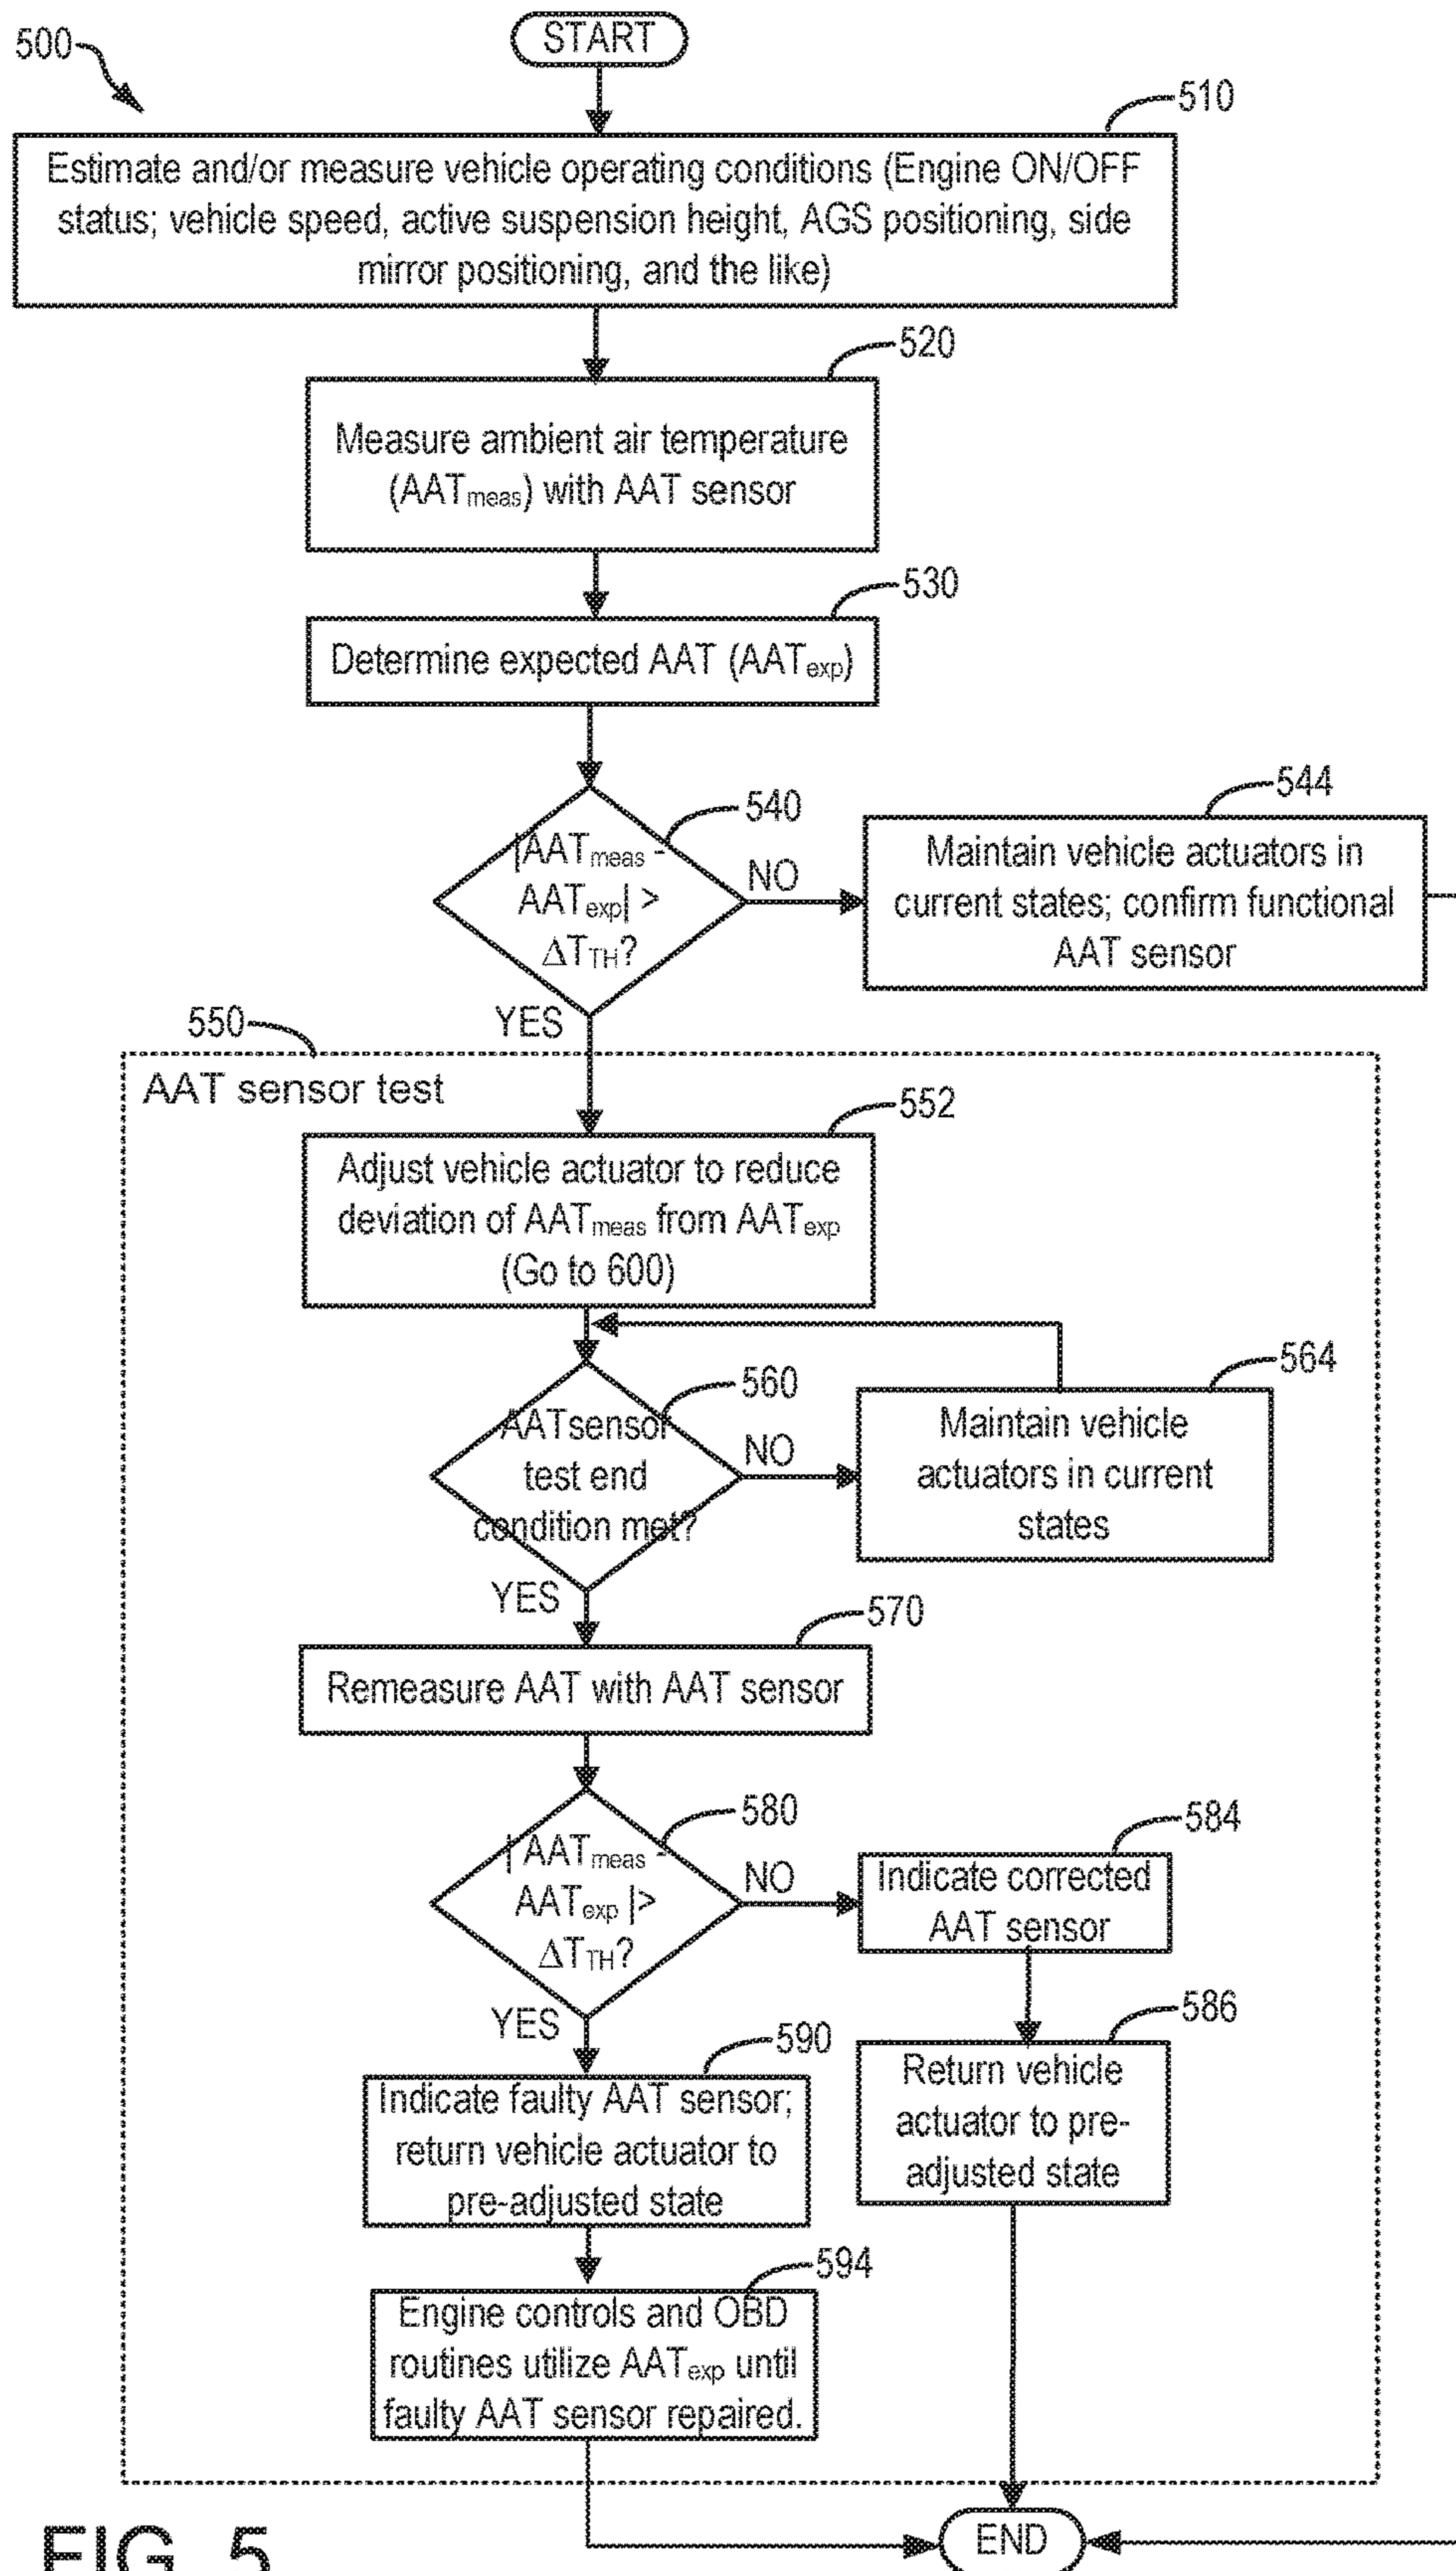 500
START
510
Estimate and/or measure vehicle operating conditions (Engine ON/OFF
status; vehicle speed, active suspension height, AGS positioning, side
mirror positioning, and the like)
520
Measure ambient air temperature
(AATmeas) with AAT sensor
530
Determine expected AAT (AATexp)
540
|AATmeas -
AATexp| >
ΔTTH?
NO
YES
544
Maintain vehicle actuators in
current states; confirm functional
AAT sensor
550
AAT sensor test
552
Adjust vehicle actuator to reduce
deviation of AATmeas from AATexp
(Go to 600)
560
AATsensor
test end
condition met?
NO
YES
564
Maintain vehicle
actuators in current
states
570
Remeasure AAT with AAT sensor
580
| AATmeas -
AATexp |>
ΔTTH?
NO
YES
584
Indicate corrected
AAT sensor
586
Return vehicle
actuator to pre-
adjusted state
590
Indicate faulty AAT sensor;
return vehicle actuator to
pre-adjusted state
594
Engine controls and OBD
routines utilize AATexp until
faulty AAT sensor repaired.
END
FIG. 5